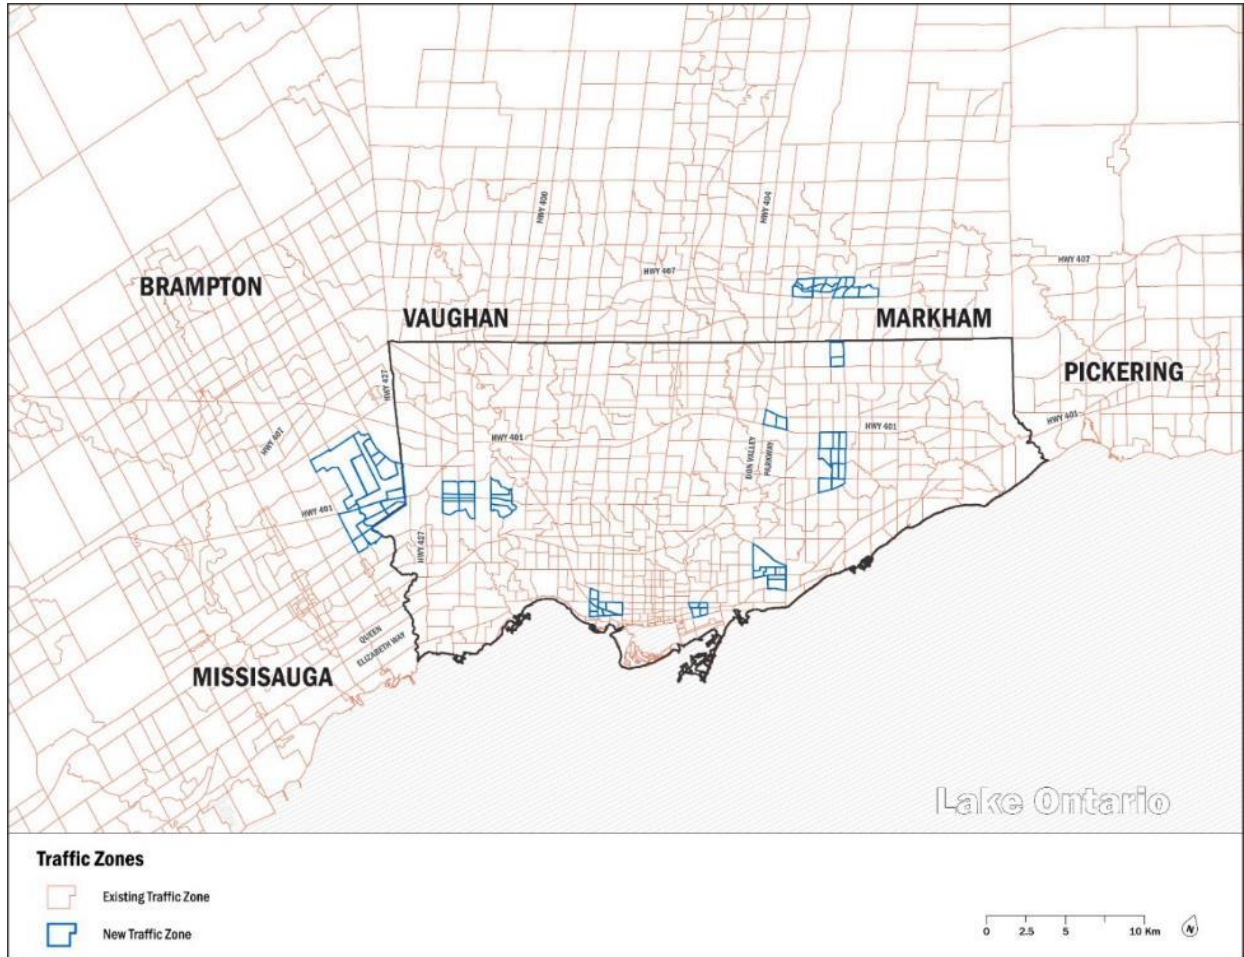 HWY 400
HWY 404
BRAMPTON
HWY 407
HWY 407
VAUGHAN
MARKHAM
PICKERING
HWY 427
HWY 407
HWY 401
HWY 401
HWY 401
DON VALLEY
PARKWAY
HWY 401
HWY 427
QUEEN
ELIZABETH WAY
MISSISAUGA
Lake Ontario
Traffic Zones
Existing Traffic Zone
New Traffic Zone
0 2.5 5 10 Km
N